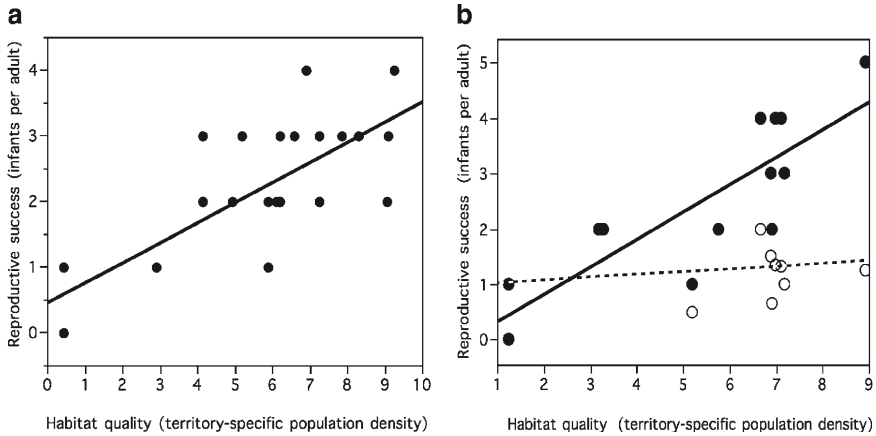 a
Reproductive success (infants per adult)
4
3
2
1
0
0 1 2 3 4 5 6 7 8 9 10
Habitat quality (territory-specific population density)
b
Reproductive success (infants per adult)
5
4
3
2
1
0
1 2 3 4 5 6 7 8 9
Habitat quality (territory-specific population density)